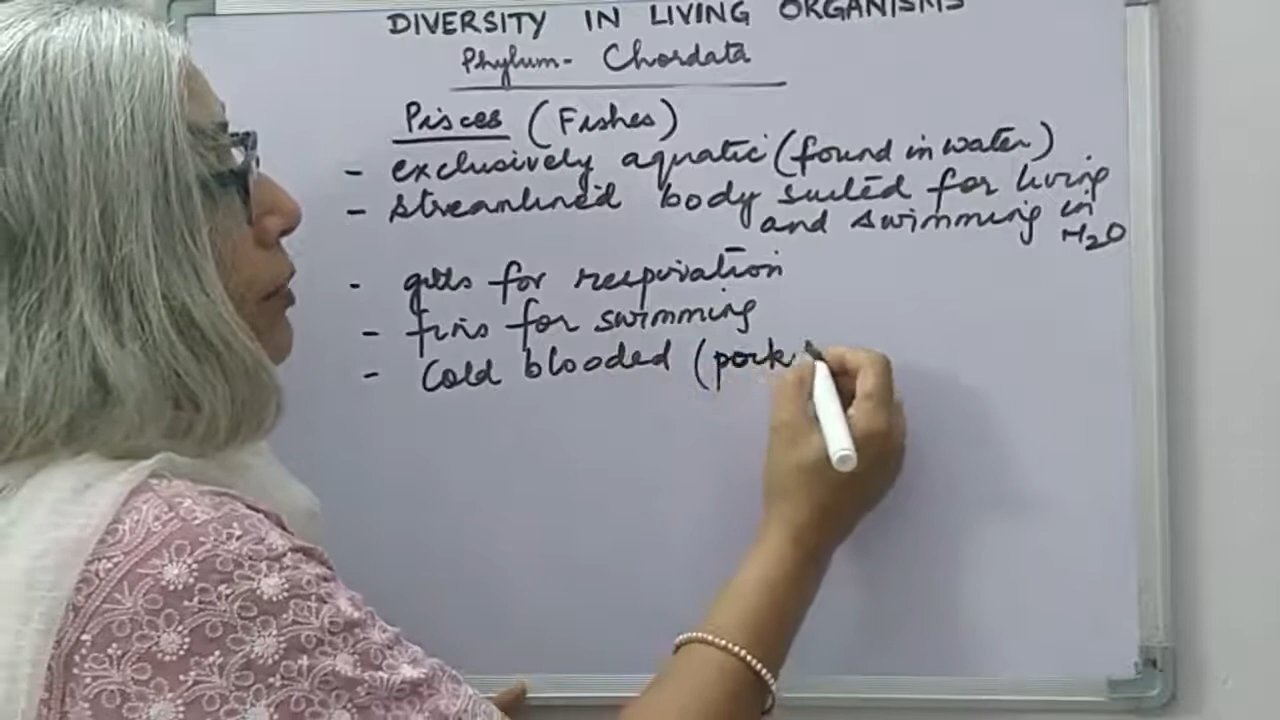 DIVERSITY IN LIVING ORGANISMS
Phylum- Chordata
Pisces (Fishes)
- exclusively aquatic (found in water)
- streamlined body suited for living
and swimming in
H2O
- gills for respiration
- fins for swimming
- Cold blooded (poik